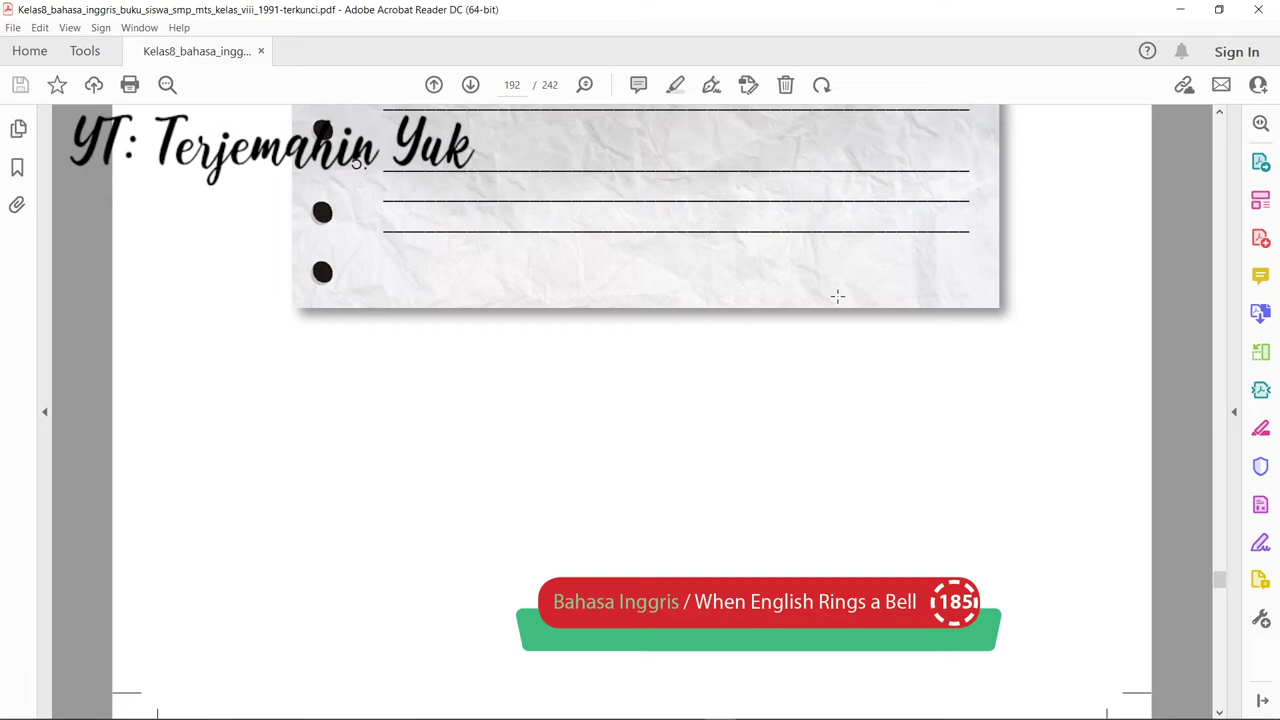 Kelas8_bahasa_inggris_buku_siswa_smp_mts_kelas_viii_1991-terkunci.pdf - Adobe Acrobat Reader DC (64-bit)
File Edit View Sign Window Help
Home Tools Kelas8_bahasa_ingg... × Sign In
192 / 242
YT: Terjemahin Yuk
5.
Bahasa Inggris / When English Rings a Bell 185